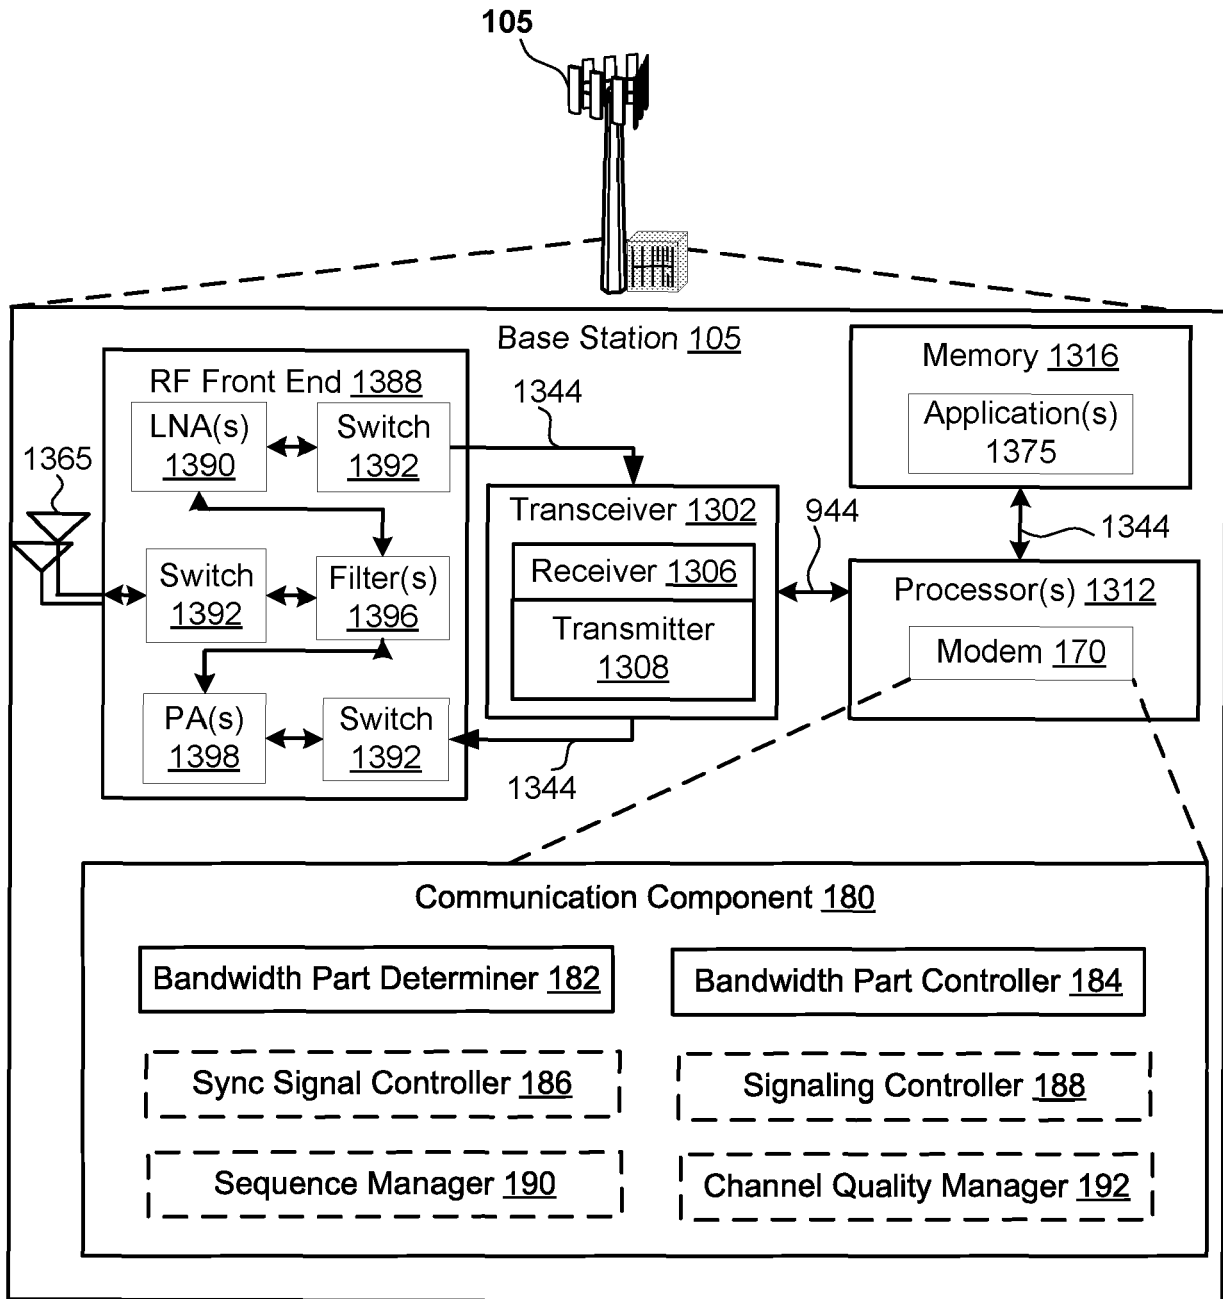 105
Base Station 105
RF Front End 1388
LNA(s)
1390
Switch
1392
1344
1365
Switch
1392
Filter(s)
1396
PA(s)
1398
Switch
1392
1344
Transceiver 1302
Receiver 1306
Transmitter
1308
944
Memory 1316
Application(s)
1375
1344
Processor(s) 1312
Modem 170
Communication Component 180
Bandwidth Part Determiner 182
Bandwidth Part Controller 184
Sync Signal Controller 186
Signaling Controller 188
Sequence Manager 190
Channel Quality Manager 192